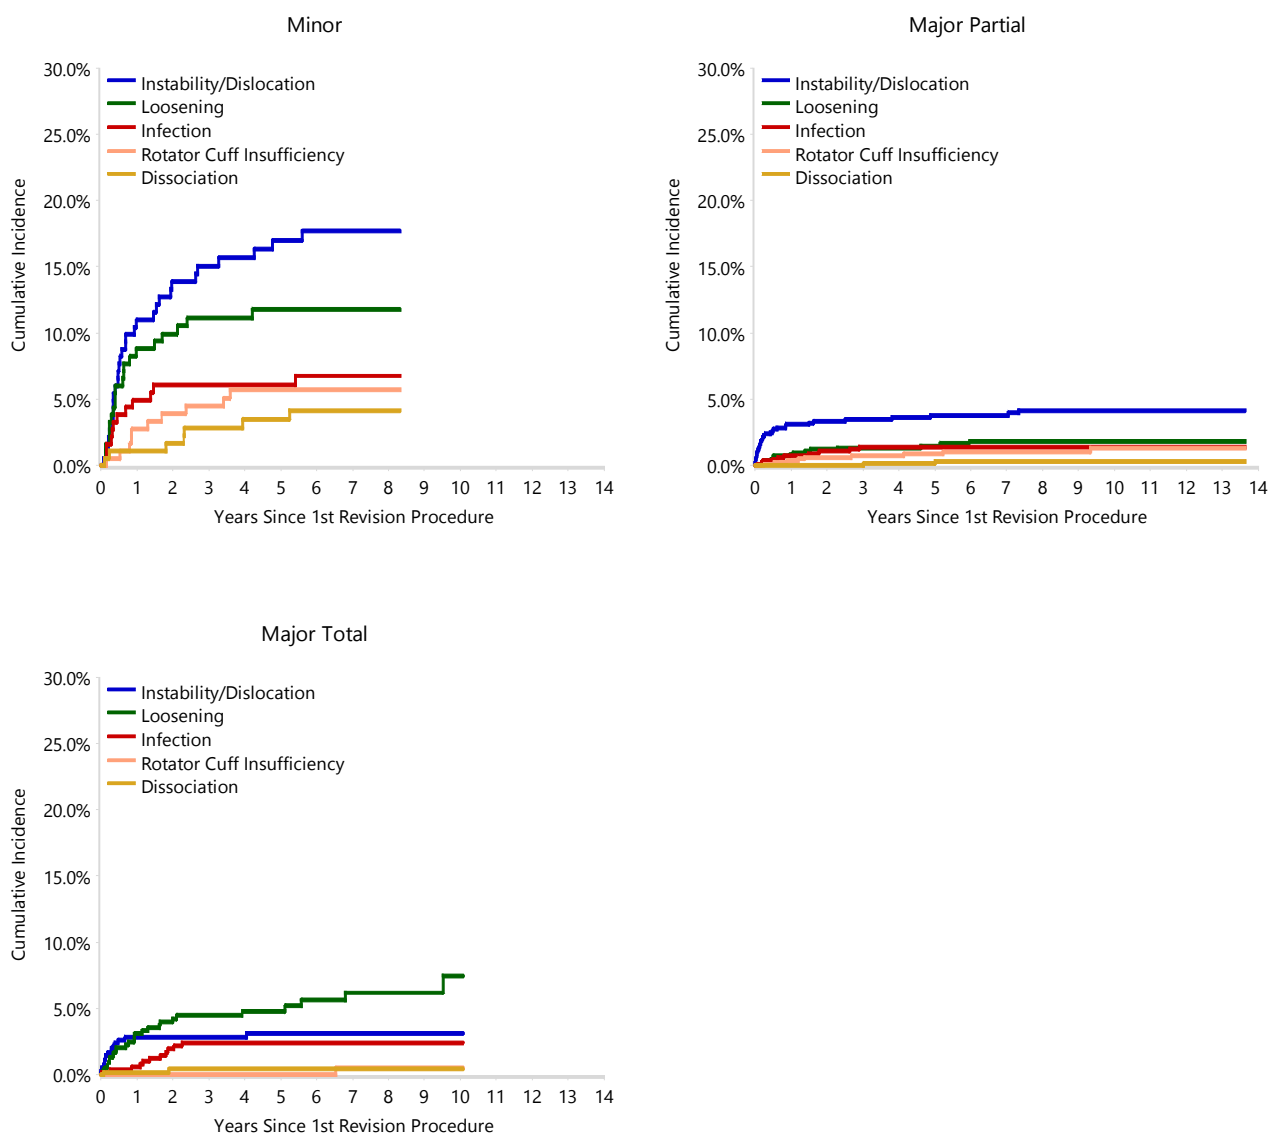 Minor
30.0%
25.0%
20.0%
15.0%
10.0%
5.0%
0.0%
Cumulative Incidence
Instability/Dislocation
Loosening
Infection
Rotator Cuff Insufficiency
Dissociation
0 1 2 3 4 5 6 7 8 9 10 11 12 13 14
Years Since 1st Revision Procedure
Major Partial
30.0%
25.0%
20.0%
15.0%
10.0%
5.0%
0.0%
Cumulative Incidence
Instability/Dislocation
Loosening
Infection
Rotator Cuff Insufficiency
Dissociation
0 1 2 3 4 5 6 7 8 9 10 11 12 13 14
Years Since 1st Revision Procedure
Major Total
30.0%
25.0%
20.0%
15.0%
10.0%
5.0%
0.0%
Cumulative Incidence
Instability/Dislocation
Loosening
Infection
Rotator Cuff Insufficiency
Dissociation
0 1 2 3 4 5 6 7 8 9 10 11 12 13 14
Years Since 1st Revision Procedure